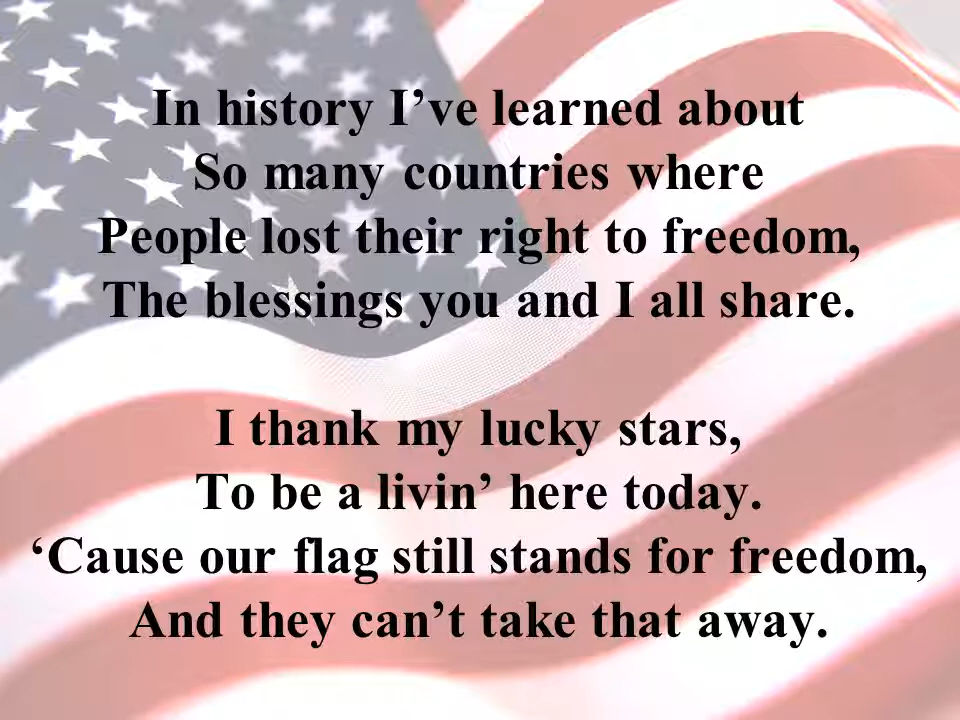 In history I’ve learned about
So many countries where
People lost their right to freedom,
The blessings you and I all share.
I thank my lucky stars,
To be a livin’ here today.
‘Cause our flag still stands for freedom,
And they can’t take that away.